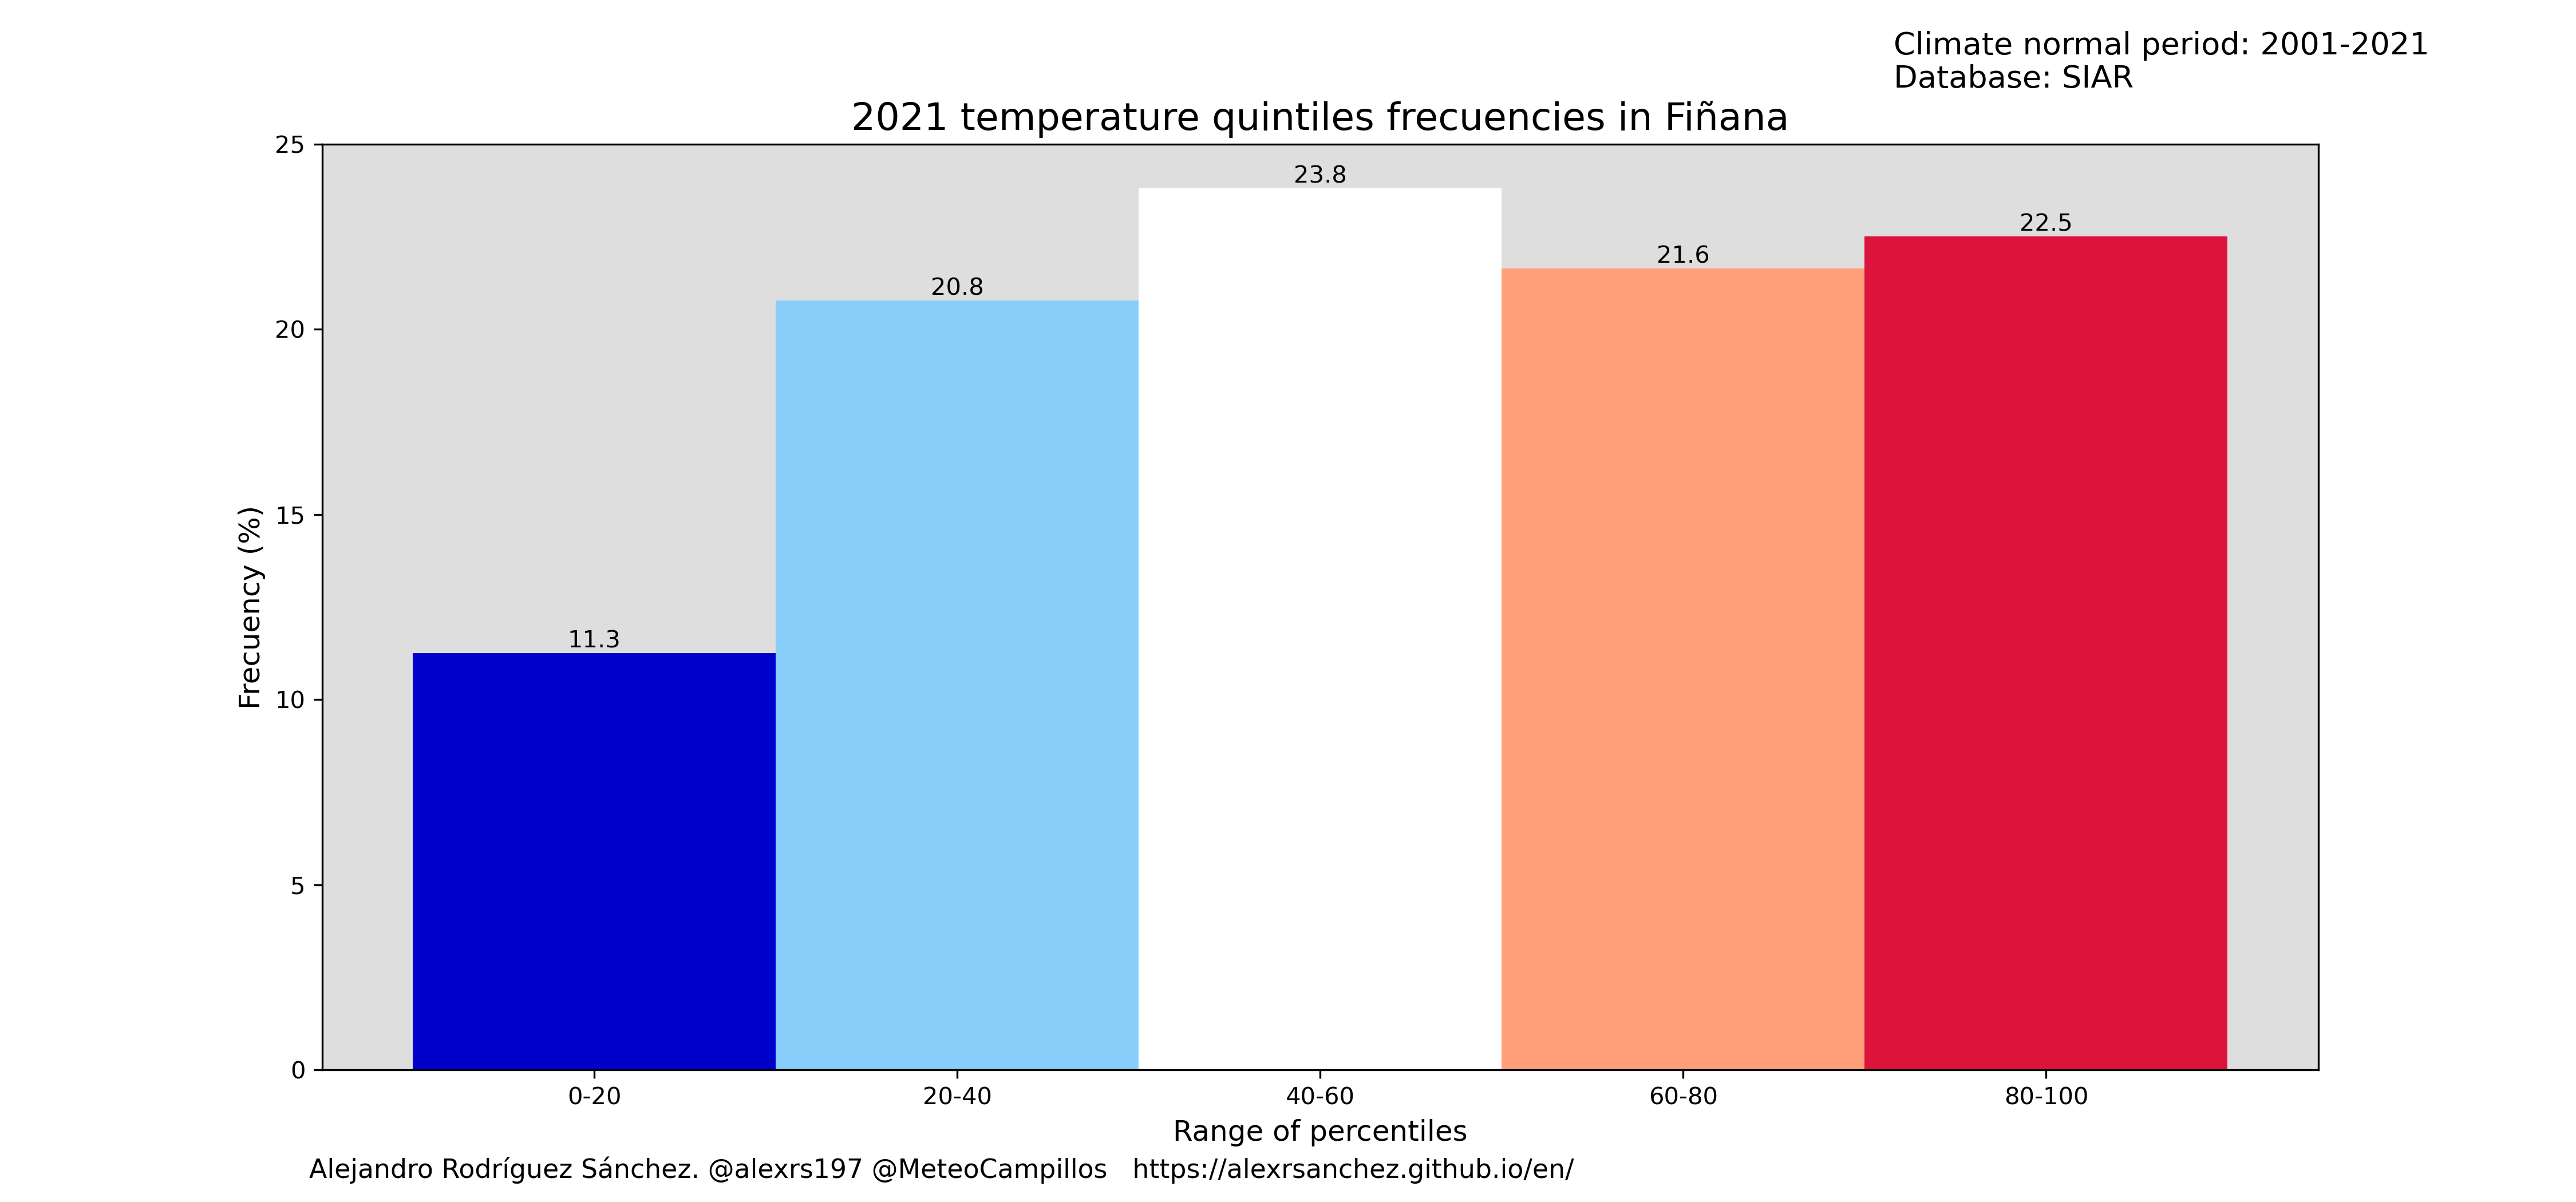 Climate normal period: 2001-2021
Database: SIAR
2021 temperature quintiles frecuencies in Fiñana
25
20
15
10
5
0
Frecuency (%)
11.3
20.8
23.8
21.6
22.5
0-20
20-40
40-60
60-80
80-100
Range of percentiles
Alejandro Rodríguez Sánchez. @alexrs197 @MeteoCampillos https://alexrsanchez.github.io/en/